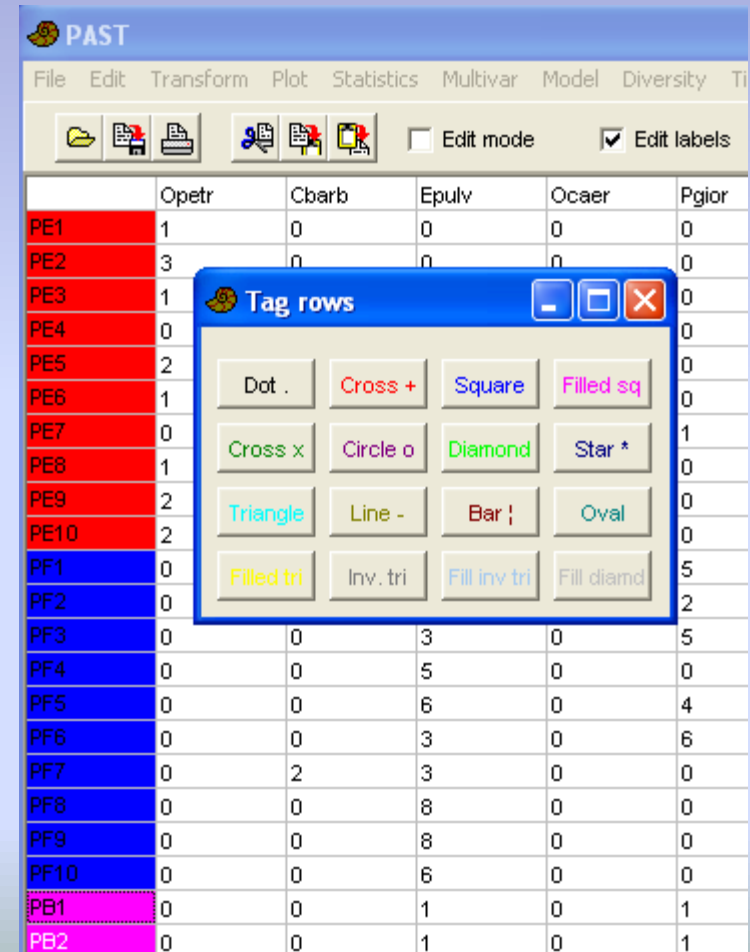 PAST
File Edit Transform Plot Statistics Multivar Model Diversity Ti
Edit mode Edit labels
Opetr Cbarb Epulv Ocaer Pgior
PE1 1 0 0 0 0
PE2 3 0 0 0 0
PE3 1 0
PE4 0 0
PE5 2 0
PE6 1 0
PE7 0 1
PE8 1 0
PE9 2 0
PE10 2 0
PF1 0 5
PF2 0 2
Tag rows
Dot . Cross + Square Filled sq
Cross x Circle o Diamond Star *
Triangle Line - Bar ¦ Oval
Filled tri Inv. tri Fill inv tri Fill diamd
PF3 0 0 3 0 5
PF4 0 0 5 0 0
PF5 0 0 6 0 4
PF6 0 0 3 0 6
PF7 0 2 3 0 0
PF8 0 0 8 0 0
PF9 0 0 8 0 0
PF10 0 0 6 0 0
PB1 0 0 1 0 1
PB2 0 0 1 0 1